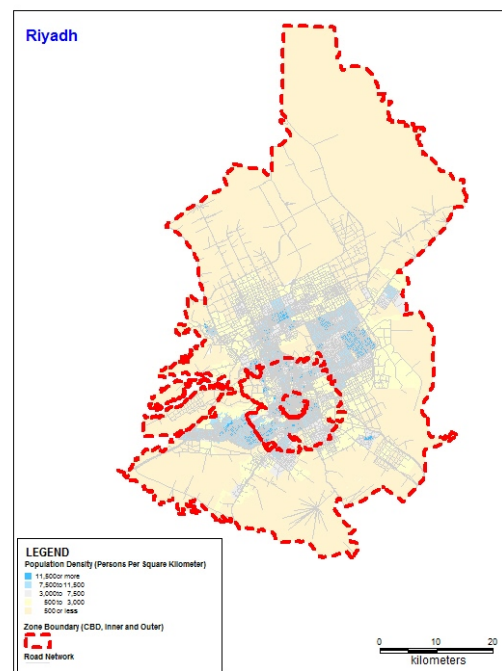 Riyadh
LEGEND
Population Density (Persons Per Square Kilometer)
11,500 or more
7,500 to 11,500
3,000 to 7,500
500 to 3,000
500 or less
Zone Boundary (CBD, Inner and Outer)
Road Network
0 10 20
kilometers